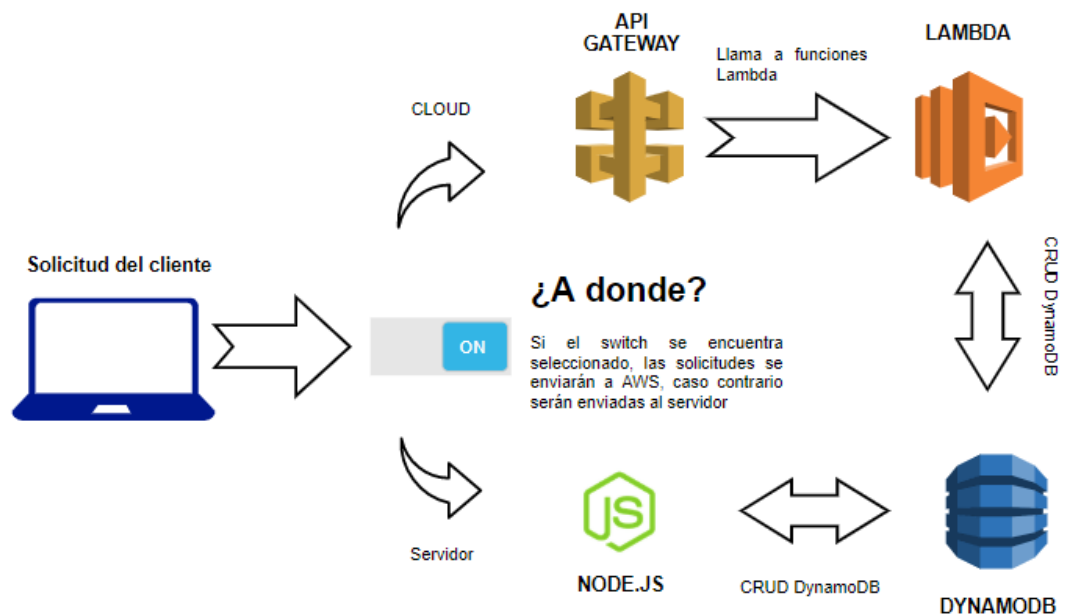 API
GATEWAY
LAMBDA
Llama a funciones
Lambda
CLOUD
Solicitud del cliente
¿A donde?
ON
Si el switch se encuentra
seleccionado, las solicitudes se
enviarán a AWS, caso contrario
serán enviadas al servidor
CRUD DynamoDB
JS
Servidor
NODE.JS
CRUD DynamoDB
DYNAMODB